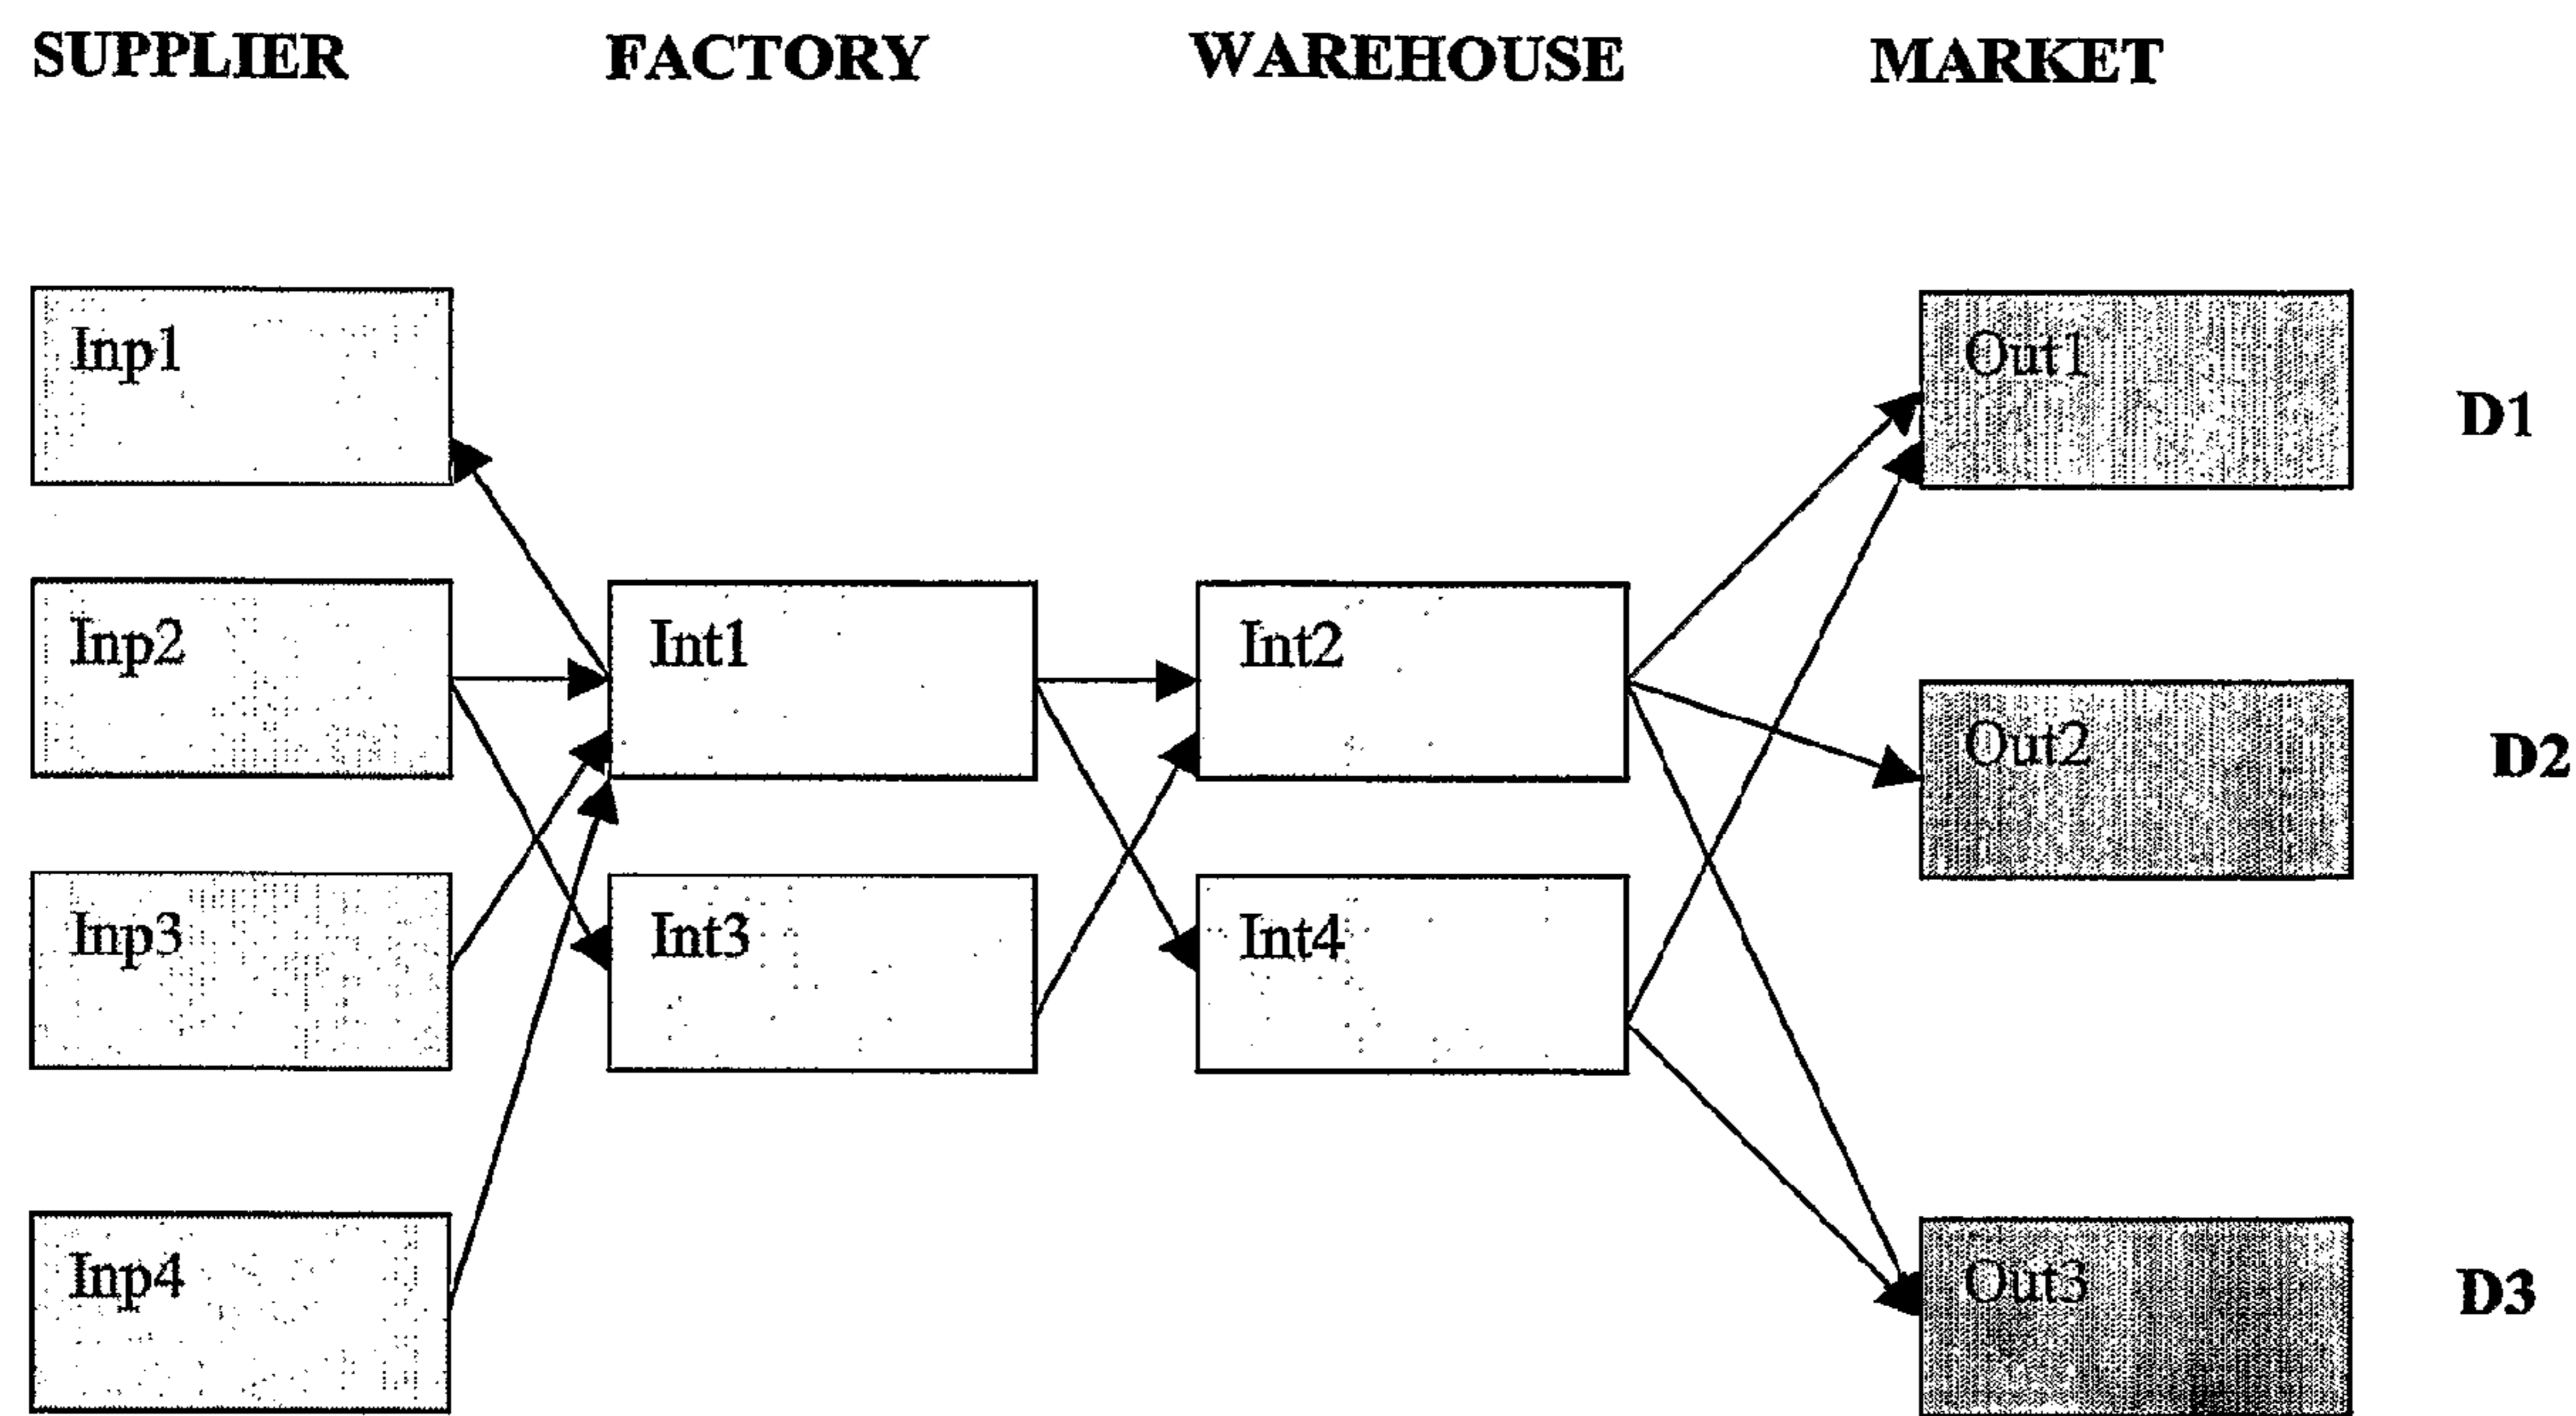 SUPPLIER FACTORY WAREHOUSE MARKET
Inp1 Out1
D1
Inp2 Int1 Int2
Out2 D2
Inp3 Int3 Int4
Inp4 Out3 D3